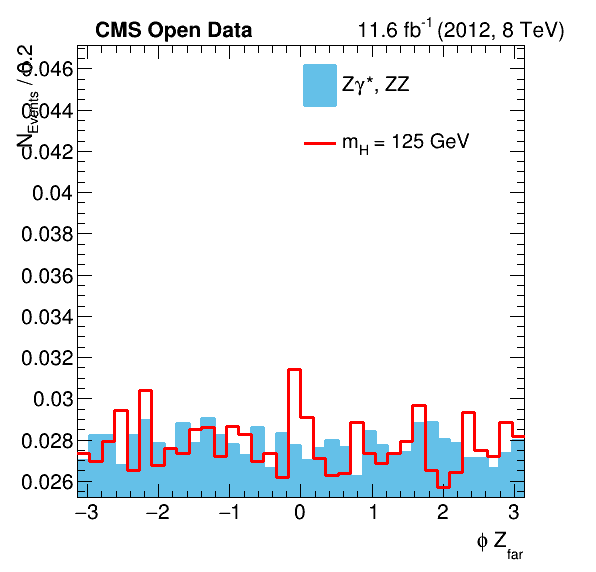 CMS Open Data
11.6 fb-1 (2012, 8 TeV)
NEvents / 0.2
Zγ*, ZZ
mH = 125 GeV
0.046
0.044
0.042
0.04
0.038
0.036
0.034
0.032
0.03
0.028
0.026
−3 −2 −1 0 1 2 3
ϕ Zfar